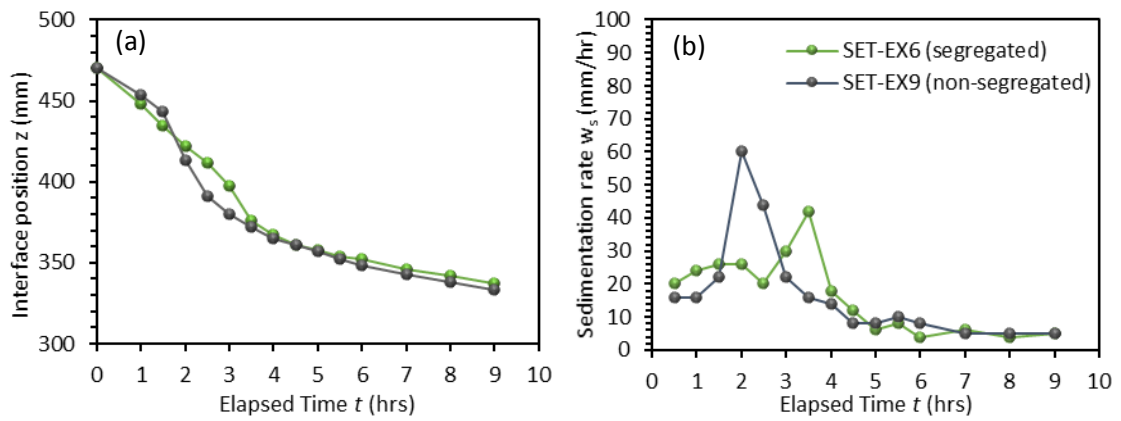 (a)
Interface position z (mm)
500
450
400
350
300
0 1 2 3 4 5 6 7 8 9 10
Elapsed Time t (hrs)
(b)
SET-EX6 (segregated)
SET-EX9 (non-segregated)
Sedimentation rate ws (mm/hr)
100
90
80
70
60
50
40
30
20
10
0
0 1 2 3 4 5 6 7 8 9 10
Elapsed Time t (hrs)